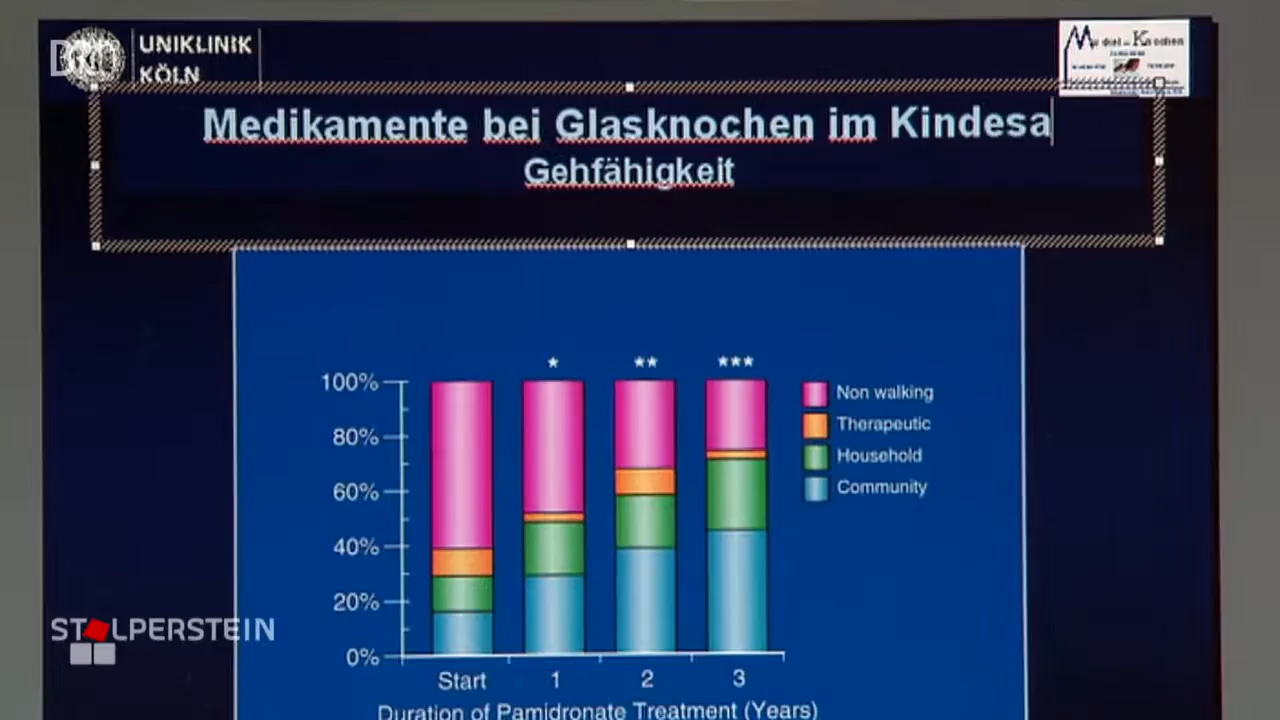 UNIKLINIK
KÖLN
Medikamente bei Glasknochen im Kindesa
Gehfähigkeit
* ** ***
100%
80%
60%
40%
20%
0%
Non walking
Therapeutic
Household
Community
Start 1 2 3
Duration of Pamidronate Treatment (Years)
STOLPERSTEIN